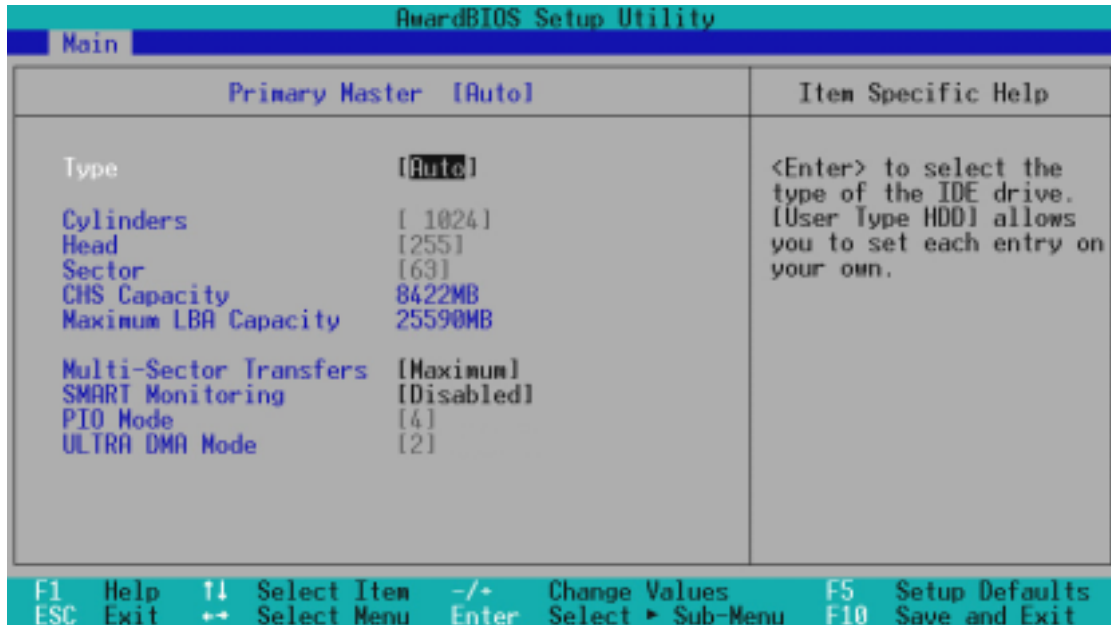 AwardBIOS Setup Utility
Main
Primary Master [Auto]
Item Specific Help
Type [Auto]
Cylinders [ 1024]
Head [255]
Sector [63]
CHS Capacity 8422MB
Maximum LBA Capacity 25590MB
Multi-Sector Transfers [Maximum]
SMART Monitoring [Disabled]
PIO Mode [4]
ULTRA DMA Mode [2]
<Enter> to select the
type of the IDE drive.
[User Type HDD] allows
you to set each entry on
your own.
F1 Help ↑↓ Select Item -/+ Change Values F5 Setup Defaults
ESC Exit ←→ Select Menu Enter Select ► Sub-Menu F10 Save and Exit